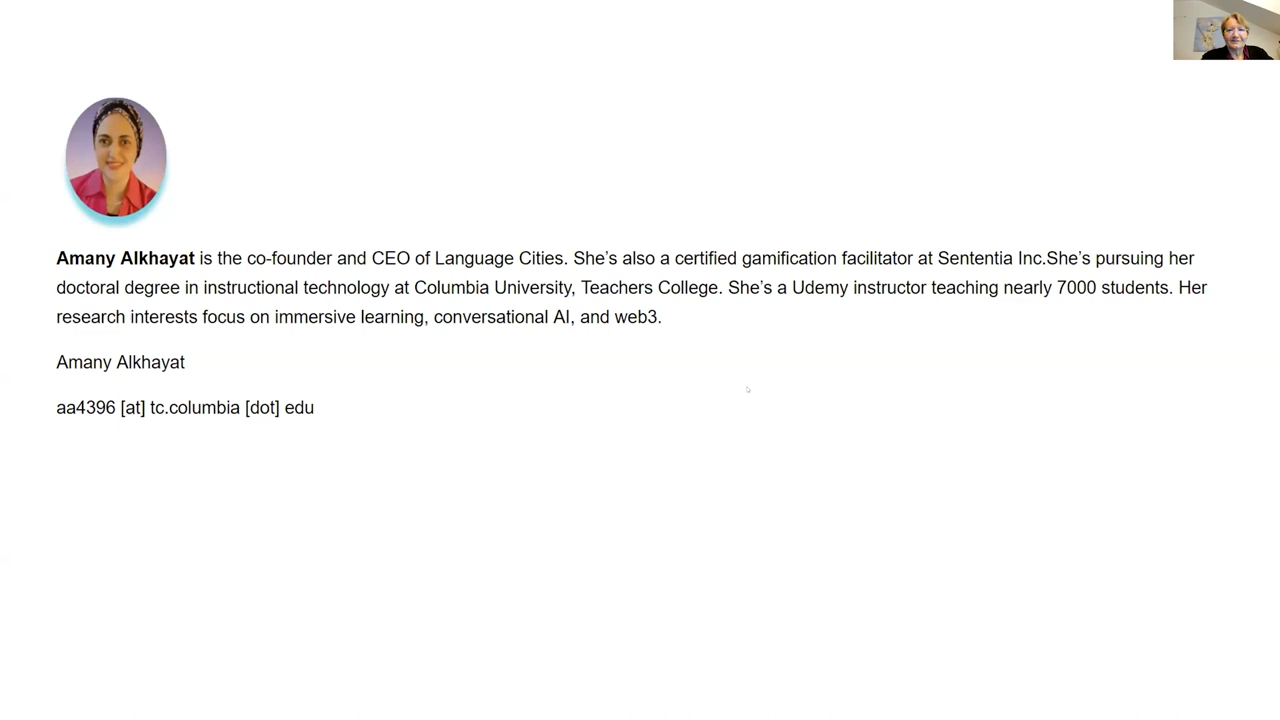 Amany Alkhayat is the co-founder and CEO of Language Cities. She’s also a certified gamification facilitator at Sententia Inc.She’s pursuing her
doctoral degree in instructional technology at Columbia University, Teachers College. She’s a Udemy instructor teaching nearly 7000 students. Her
research interests focus on immersive learning, conversational AI, and web3.
Amany Alkhayat
aa4396 [at] tc.columbia [dot] edu